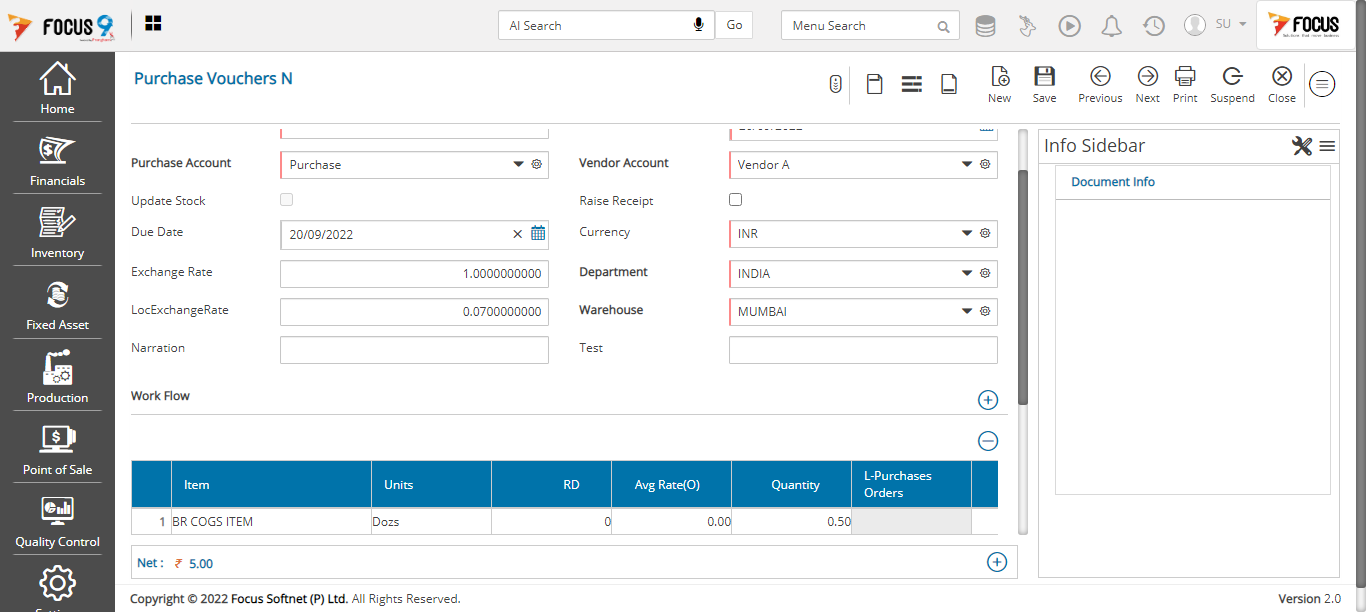 FOCUS 9
AI Search
Go
Menu Search
SU
FOCUS
Home
Financials
Inventory
Fixed Asset
Production
Point of Sale
Quality Control
Purchase Vouchers N
New
Save
Previous
Next
Print
Suspend
Close
Purchase Account
Purchase
Vendor Account
Vendor A
Update Stock
Raise Receipt
Due Date
20/09/2022
Currency
INR
Exchange Rate
1.0000000000
Department
INDIA
LocExchangeRate
0.0700000000
Warehouse
MUMBAI
Narration
Test
Work Flow
Item
Units
RD
Avg Rate(O)
Quantity
L-Purchases
Orders
1
BR COGS ITEM
Dozs
0
0.00
0.50
Net : ₹ 5.00
Info Sidebar
Document Info
Copyright © 2022 Focus Softnet (P) Ltd. All Rights Reserved.
Version 2.0